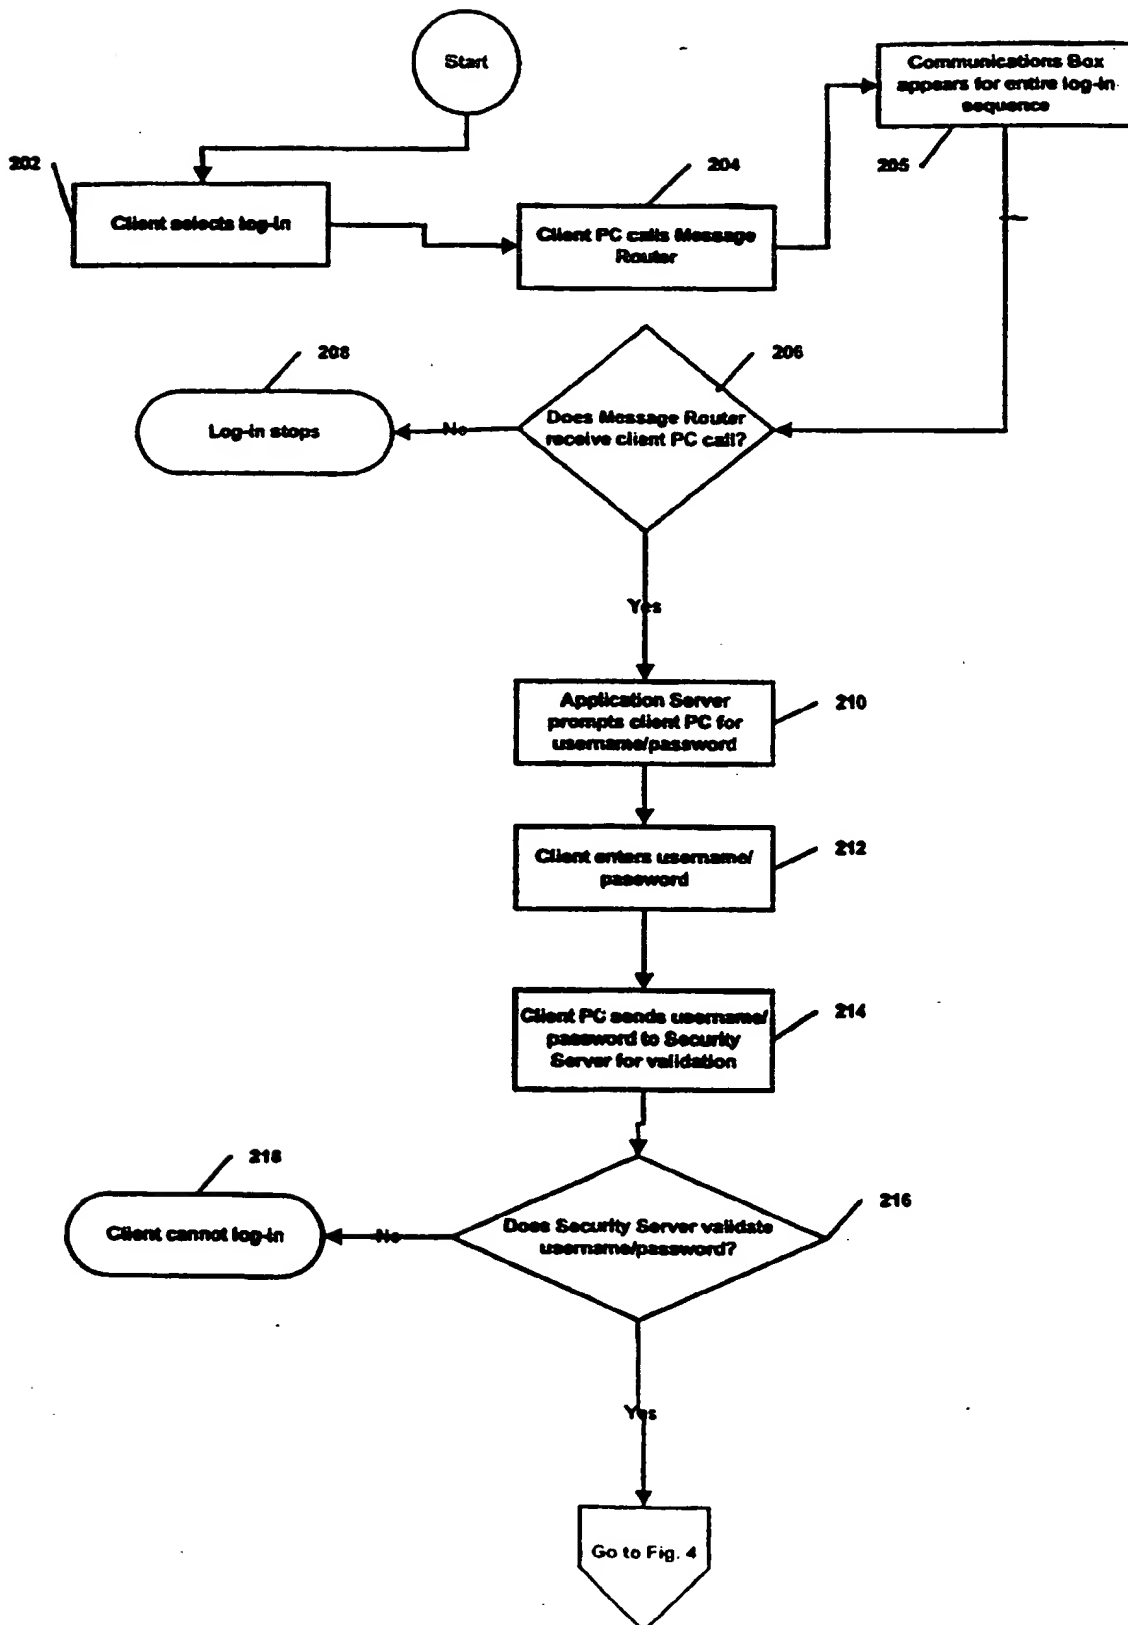 Start
Communications Box
appears for entire log-in
sequence
202
204
205
Client selects log-in
Client PC calls Message
Router
208
206
Log-in stops
No
Does Message Router
receive client PC call?
Yes
Application Server
prompts client PC for
username/password
210
Client enters username/
password
212
Client PC sends username/
password to Security
Server for validation
214
218
216
Client cannot log-in
No
Does Security Server validate
username/password?
Yes
Go to Fig. 4